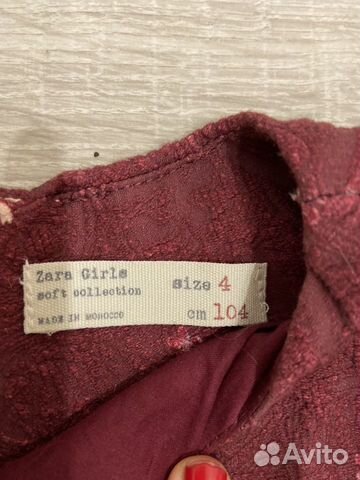 Zara Girls
soft collection
size 4
MADE IN MOROCCO
cm 104
Avito